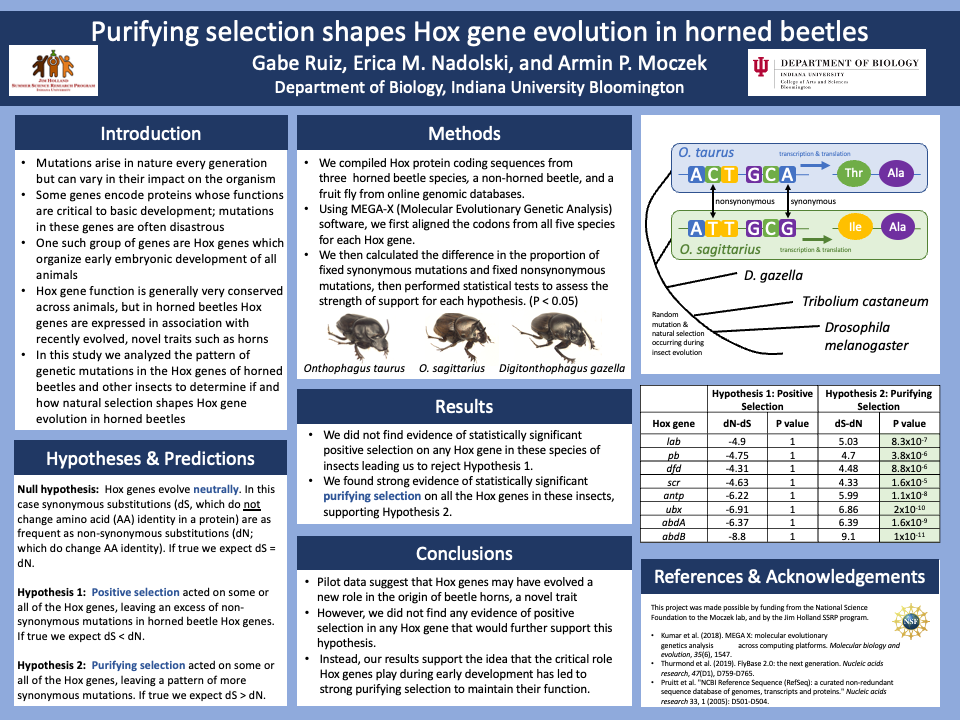 Purifying selection shapes Hox gene evolution in horned beetles
Gabe Ruiz, Erica M. Nadolski, and Armin P. Moczek
Department of Biology, Indiana University Bloomington
JIM HOLLAND
SUMMER SCIENCE RESEARCH PROGRAM
INDIANA UNIVERSITY
DEPARTMENT OF BIOLOGY
INDIANA UNIVERSITY
College of Arts and Sciences
Bloomington
Introduction
• Mutations arise in nature every generation
but can vary in their impact on the organism
• Some genes encode proteins whose functions
are critical to basic development; mutations
in these genes are often disastrous
• One such group of genes are Hox genes which
organize early embryonic development of all
animals
• Hox gene function is generally very conserved
across animals, but in horned beetles Hox
genes are expressed in association with
recently evolved, novel traits such as horns
• In this study we analyzed the pattern of
genetic mutations in the Hox genes of horned
beetles and other insects to determine if and
how natural selection shapes Hox gene
evolution in horned beetles
Hypotheses & Predictions
Null hypothesis: Hox genes evolve neutrally. In this
case synonymous substitutions (dS, which do not
change amino acid (AA) identity in a protein) are as
frequent as non-synonymous substitutions (dN;
which do change AA identity). If true we expect dS =
dN.
Hypothesis 1: Positive selection acted on some or
all of the Hox genes, leaving an excess of non-
synonymous mutations in horned beetle Hox genes.
If true we expect dS < dN.
Hypothesis 2: Purifying selection acted on some or
all of the Hox genes, leaving a pattern of more
synonymous mutations. If true we expect dS > dN.
Methods
• We compiled Hox protein coding sequences from
three horned beetle species, a non-horned beetle, and a
fruit fly from online genomic databases.
• Using MEGA-X (Molecular Evolutionary Genetic Analysis)
software, we first aligned the codons from all five species
for each Hox gene.
• We then calculated the difference in the proportion of
fixed synonymous mutations and fixed nonsynonymous
mutations, then performed statistical tests to assess the
strength of support for each hypothesis. (P < 0.05)
Onthophagus taurus O. sagittarius Digitonthophagus gazella
Results
• We did not find evidence of statistically significant
positive selection on any Hox gene in these species of
insects leading us to reject Hypothesis 1.
• We found strong evidence of statistically significant
purifying selection on all the Hox genes in these insects,
supporting Hypothesis 2.
Conclusions
• Pilot data suggest that Hox genes may have evolved a
new role in the origin of beetle horns, a novel trait
• However, we did not find any evidence of positive
selection in any Hox gene that would further support this
hypothesis.
• Instead, our results support the idea that the critical role
Hox genes play during early development has led to
strong purifying selection to maintain their function.
O. taurus transcription & translation
A C T G C A Thr Ala
nonsynonymous synonymous
A T T G C G Ile Ala
O. sagittarius transcription & translation
D. gazella
Tribolium castaneum
Drosophila
melanogaster
Random
mutation &
natural selection
occurring during
insect evolution
Hypothesis 1: Positive Selection Hypothesis 2: Purifying Selection
Hox gene dN-dS P value dS-dN P value
lab -4.9 1 5.03 8.3x10-7
pb -4.75 1 4.7 3.8x10-6
dfd -4.31 1 4.48 8.8x10-6
scr -4.63 1 4.33 1.6x10-5
antp -6.22 1 5.99 1.1x10-8
ubx -6.91 1 6.86 2x10-10
abdA -6.37 1 6.39 1.6x10-9
abdB -8.8 1 9.1 1x10-11
References & Acknowledgements
This project was made possible by funding from the National Science
Foundation to the Moczek lab, and by the Jim Holland SSRP program.
NSF
• Kumar et al. (2018). MEGA X: molecular evolutionary
genetics analysis across computing platforms. Molecular biology and
evolution, 35(6), 1547.
• Thurmond et al. (2019). FlyBase 2.0: the next generation. Nucleic acids
research, 47(D1), D759-D765.
• Pruitt et al. "NCBI Reference Sequence (RefSeq): a curated non-redundant
sequence database of genomes, transcripts and proteins." Nucleic acids
research 33, 1 (2005): D501-D504.